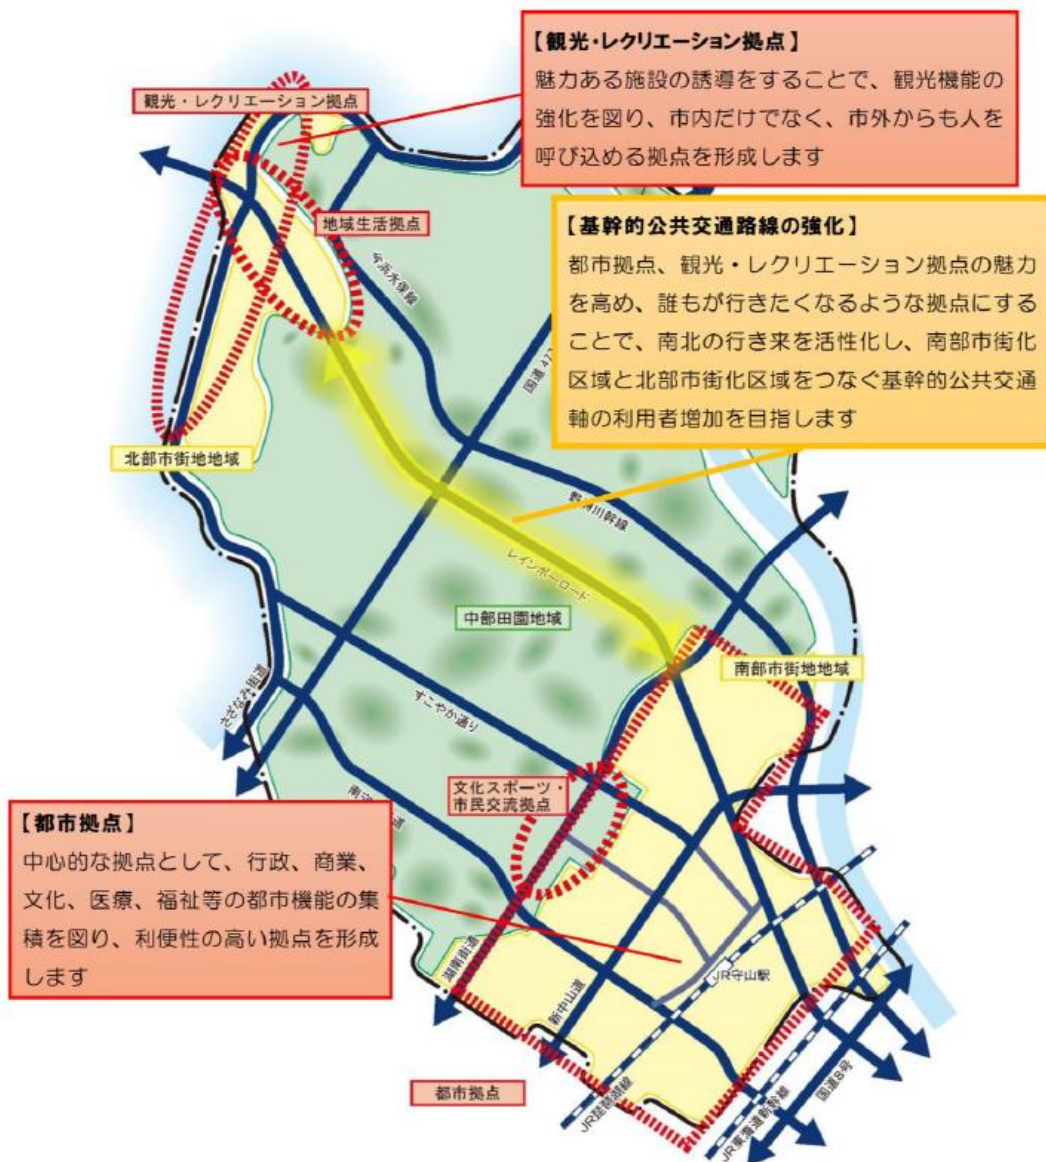 【観光・レクリエーション拠点】
魅力ある施設の誘導をすることで、観光機能の
強化を図り、市内だけでなく、市外からも人を
呼び込める拠点を形成します
観光・レクリエーション拠点
地域生活拠点
【基幹的公共交通路線の強化】
都市拠点、観光・レクリエーション拠点の魅力
を高め、誰もが行きたくなるような拠点にする
ことで、南北の行き来を活性化し、南部市街化
区域と北部市街化区域をつなぐ基幹的公共交通
軸の利用者増加を目指します
今浜水保線
国道 47
北部市街地地域
野洲川幹線
レインボーロード
中部田園地域
南部市街地地域
さざなみ街道
すこやか通り
文化スポーツ・
市民交流拠点
【都市拠点】
中心的な拠点として、行政、商業、
文化、医療、福祉等の都市機能の集
積を図り、利便性の高い拠点を形成
します
湖南街道
新中山道
JR守山駅
都市拠点
JR琵琶湖線
JR東海道新幹線
国道8号